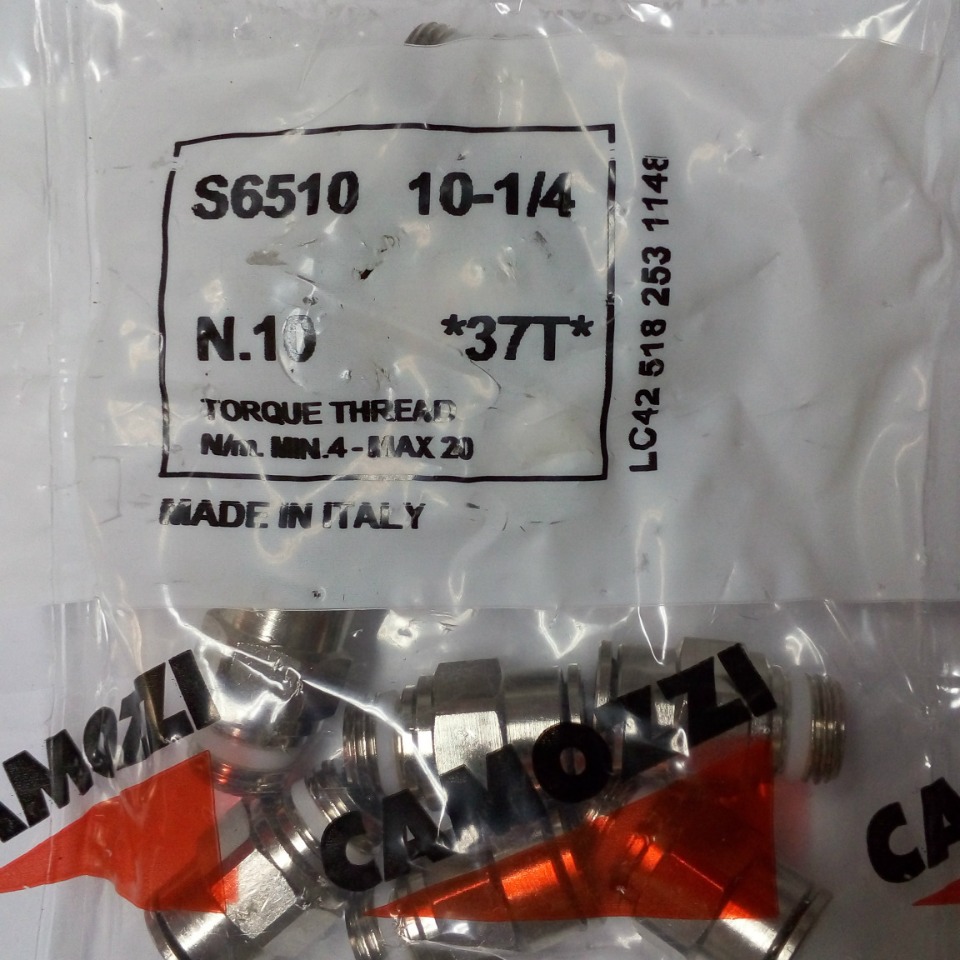 S6510 10-1/4
N.10 *37T*
TORQUE THREAD
N/m. MIN.4 - MAX 20
MADE IN ITALY
LC42 518 253 1148
AMOZZI
CAMOZZI
CA